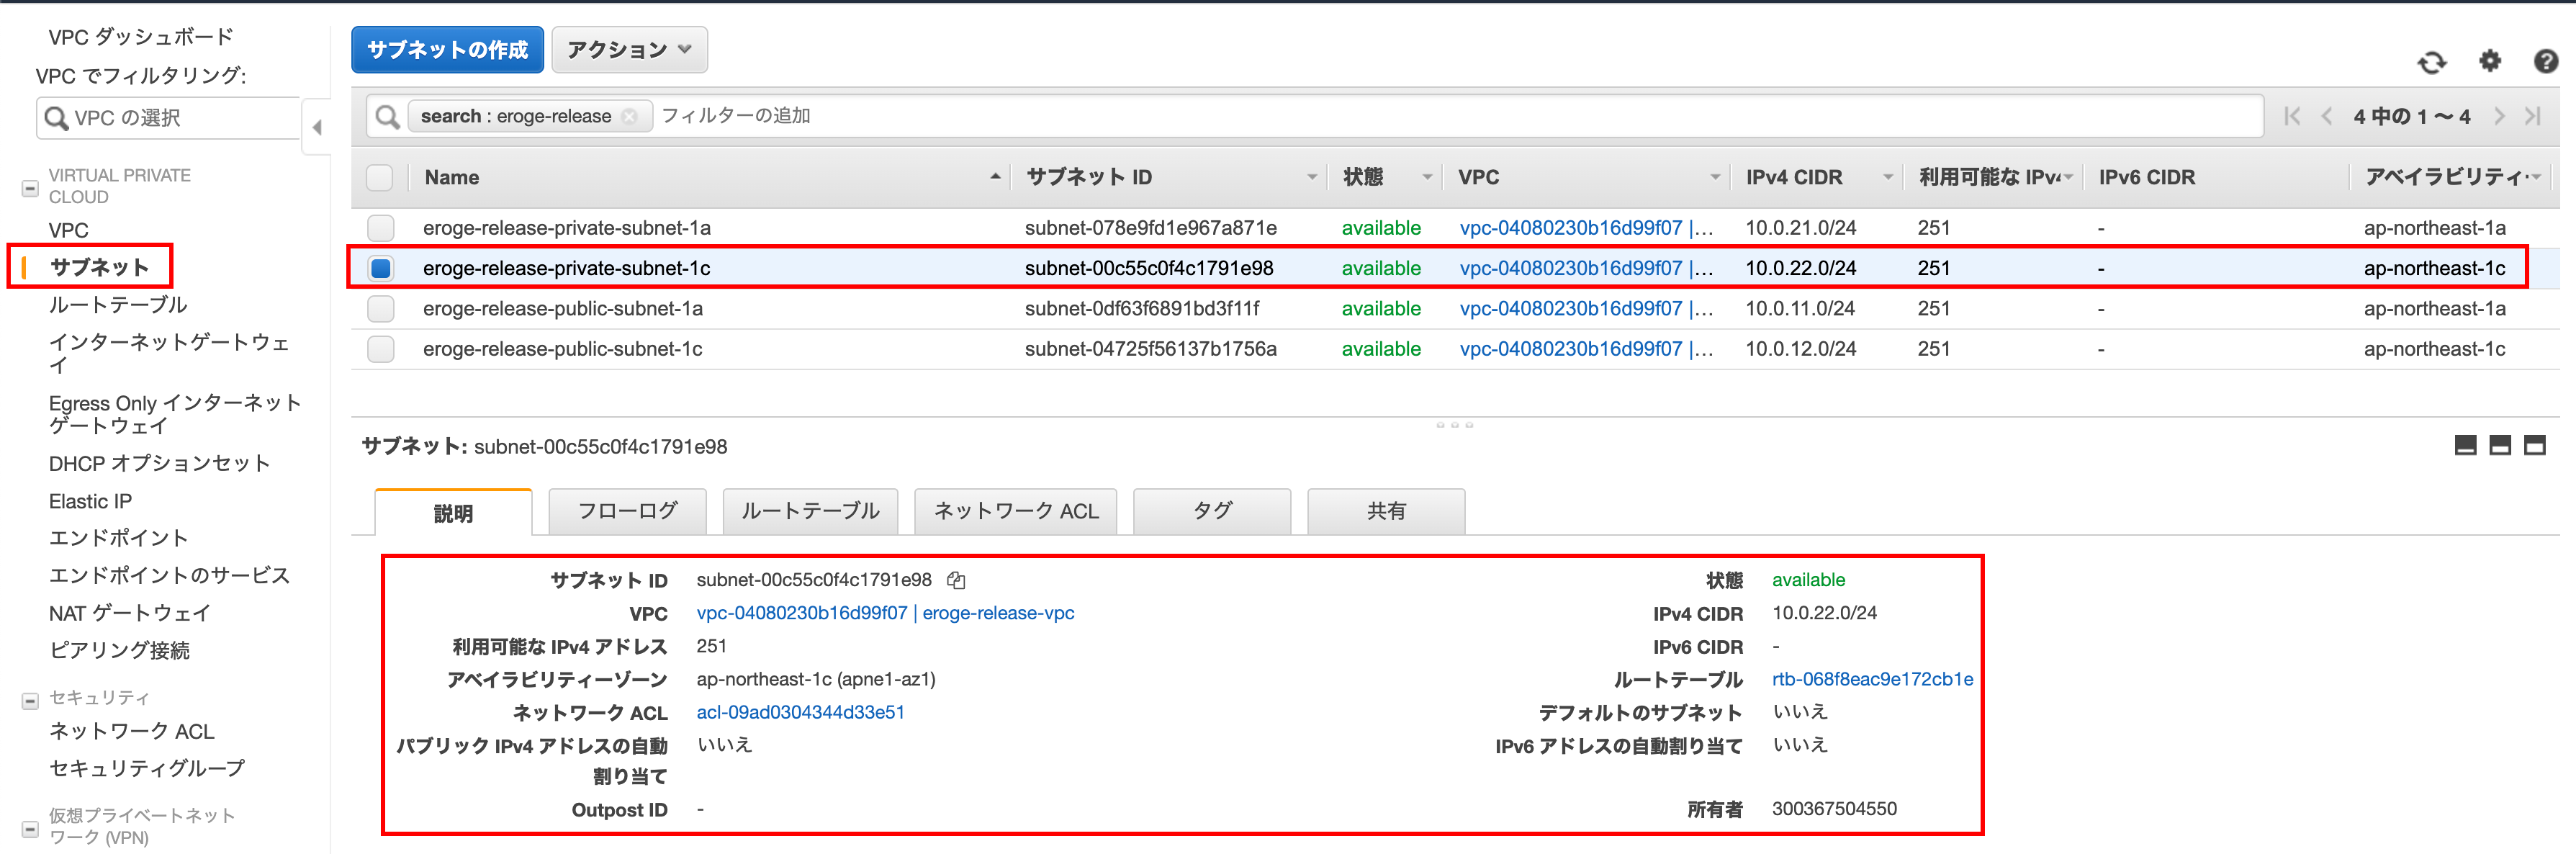 VPC ダッシュボード
VPC でフィルタリング:
VPC の選択
VIRTUAL PRIVATE
CLOUD
VPC
サブネット
ルートテーブル
インターネットゲートウェ
イ
Egress Only インターネット
ゲートウェイ
DHCP オプションセット
Elastic IP
エンドポイント
エンドポイントのサービス
NAT ゲートウェイ
ピアリング接続
セキュリティ
ネットワーク ACL
セキュリティグループ
仮想プライベートネット
ワーク (VPN)
サブネットの作成 アクション
search : eroge-release フィルターの追加 4 中の 1 〜 4
Name サブネット ID 状態 VPC IPv4 CIDR 利用可能な IPv4 IPv6 CIDR アベイラビリティ
eroge-release-private-subnet-1a subnet-078e9fd1e967a871e available vpc-04080230b16d99f07 |... 10.0.21.0/24 251 - ap-northeast-1a
eroge-release-private-subnet-1c subnet-00c55c0f4c1791e98 available vpc-04080230b16d99f07 |... 10.0.22.0/24 251 - ap-northeast-1c
eroge-release-public-subnet-1a subnet-0df63f6891bd3f11f available vpc-04080230b16d99f07 |... 10.0.11.0/24 251 - ap-northeast-1a
eroge-release-public-subnet-1c subnet-04725f56137b1756a available vpc-04080230b16d99f07 |... 10.0.12.0/24 251 - ap-northeast-1c
サブネット: subnet-00c55c0f4c1791e98
説明 フローログ ルートテーブル ネットワーク ACL タグ 共有
サブネット ID subnet-00c55c0f4c1791e98 状態 available
VPC vpc-04080230b16d99f07 | eroge-release-vpc IPv4 CIDR 10.0.22.0/24
利用可能な IPv4 アドレス 251 IPv6 CIDR -
アベイラビリティーゾーン ap-northeast-1c (apne1-az1) ルートテーブル rtb-068f8eac9e172cb1e
ネットワーク ACL acl-09ad0304344d33e51 デフォルトのサブネット いいえ
パブリック IPv4 アドレスの自動 いいえ IPv6 アドレスの自動割り当て いいえ
割り当て
Outpost ID - 所有者 300367504550